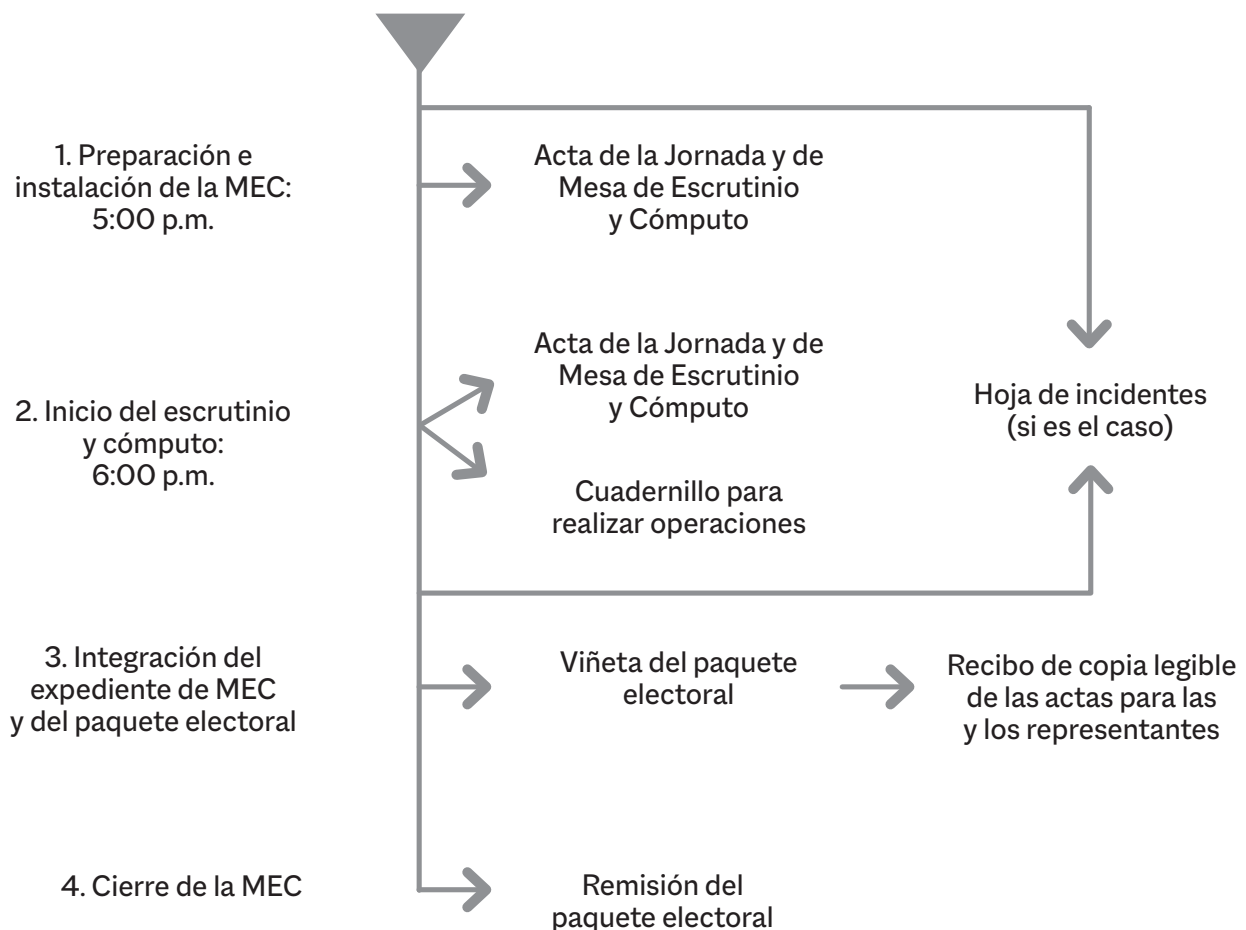 1. Preparación e
instalación de la MEC:
5:00 p.m.
Acta de la Jornada y de
Mesa de Escrutinio
y Cómputo
2. Inicio del escrutinio
y cómputo:
6:00 p.m.
Acta de la Jornada y de
Mesa de Escrutinio
y Cómputo
Cuadernillo para
realizar operaciones
Hoja de incidentes
(si es el caso)
3. Integración del
expediente de MEC
y del paquete electoral
Viñeta del paquete
electoral
Recibo de copia legible
de las actas para las
y los representantes
4. Cierre de la MEC
Remisión del
paquete electoral